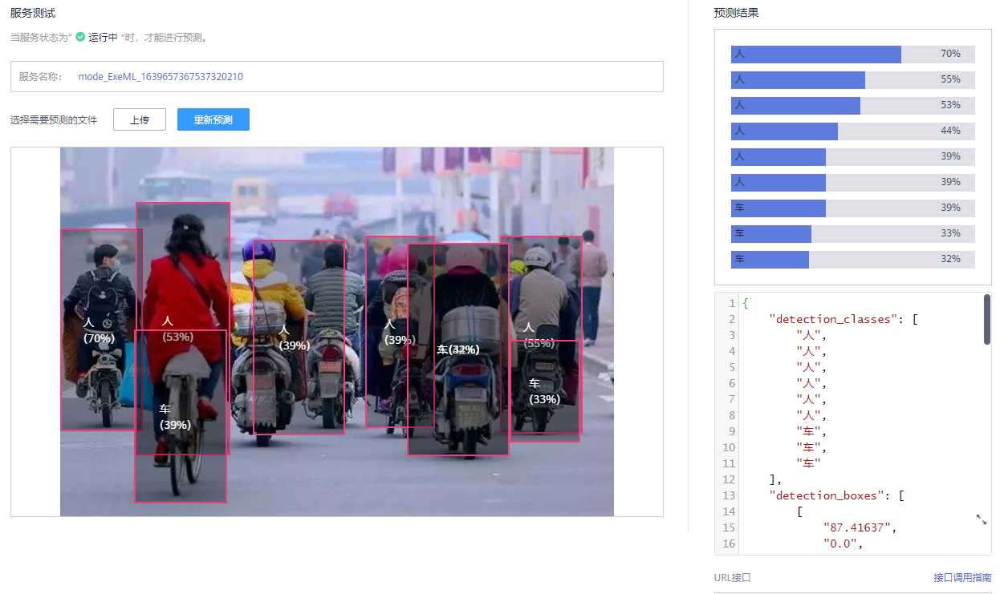 服务测试
当服务状态为“ 运行中 ”时，才能进行预测。
服务名称： mode_ExeML_1639657367537320210
选择需要预测的文件 上传 重新预测
人
(70%)
人
(53%)
人
(39%)
人
(39%)
车(32%)
人
(55%)
车
(33%)
车
(39%)
预测结果
人 70%
人 55%
人 53%
人 44%
人 39%
人 39%
车 39%
车 33%
车 32%
1 {
2 "detection_classes": [
3 "人",
4 "人",
5 "人",
6 "人",
7 "人",
8 "人",
9 "车",
10 "车",
11 "车"
12 ],
13 "detection_boxes": [
14 [
15 "87.41637",
16 "0.0",
URL接口 接口调用指南